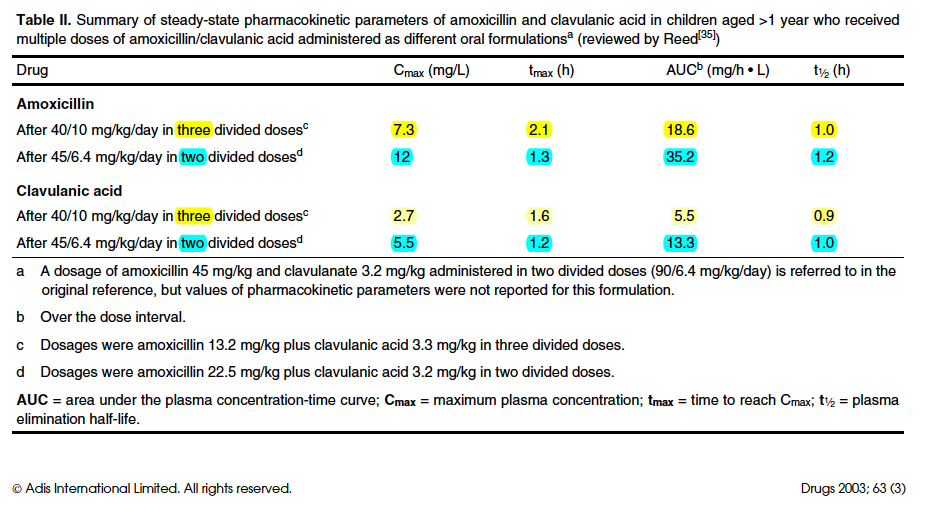 Table II. Summary of steady-state pharmacokinetic parameters of amoxicillin and clavulanic acid in children aged >1 year who received
multiple doses of amoxicillin/clavulanic acid administered as different oral formulationsᵃ (reviewed by Reed[35])
Drug Cmax (mg/L) tmax (h) AUCᵇ (mg/h • L) t½ (h)
Amoxicillin
After 40/10 mg/kg/day in three divided dosesᶜ 7.3 2.1 18.6 1.0
After 45/6.4 mg/kg/day in two divided dosesᵈ 12 1.3 35.2 1.2
Clavulanic acid
After 40/10 mg/kg/day in three divided dosesᶜ 2.7 1.6 5.5 0.9
After 45/6.4 mg/kg/day in two divided dosesᵈ 5.5 1.2 13.3 1.0
a A dosage of amoxicillin 45 mg/kg and clavulanate 3.2 mg/kg administered in two divided doses (90/6.4 mg/kg/day) is referred to in the
original reference, but values of pharmacokinetic parameters were not reported for this formulation.
b Over the dose interval.
c Dosages were amoxicillin 13.2 mg/kg plus clavulanic acid 3.3 mg/kg in three divided doses.
d Dosages were amoxicillin 22.5 mg/kg plus clavulanic acid 3.2 mg/kg in two divided doses.
AUC = area under the plasma concentration-time curve; Cmax = maximum plasma concentration; tmax = time to reach Cmax; t½ = plasma
elimination half-life.
© Adis International Limited. All rights reserved. Drugs 2003; 63 (3)